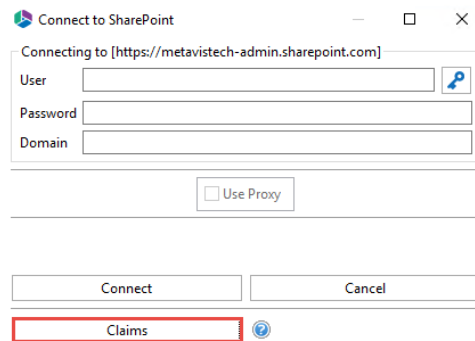 Connect to SharePoint
Connecting to [https://metavistech-admin.sharepoint.com]
User
Password
Domain
Use Proxy
Connect Cancel
Claims ?